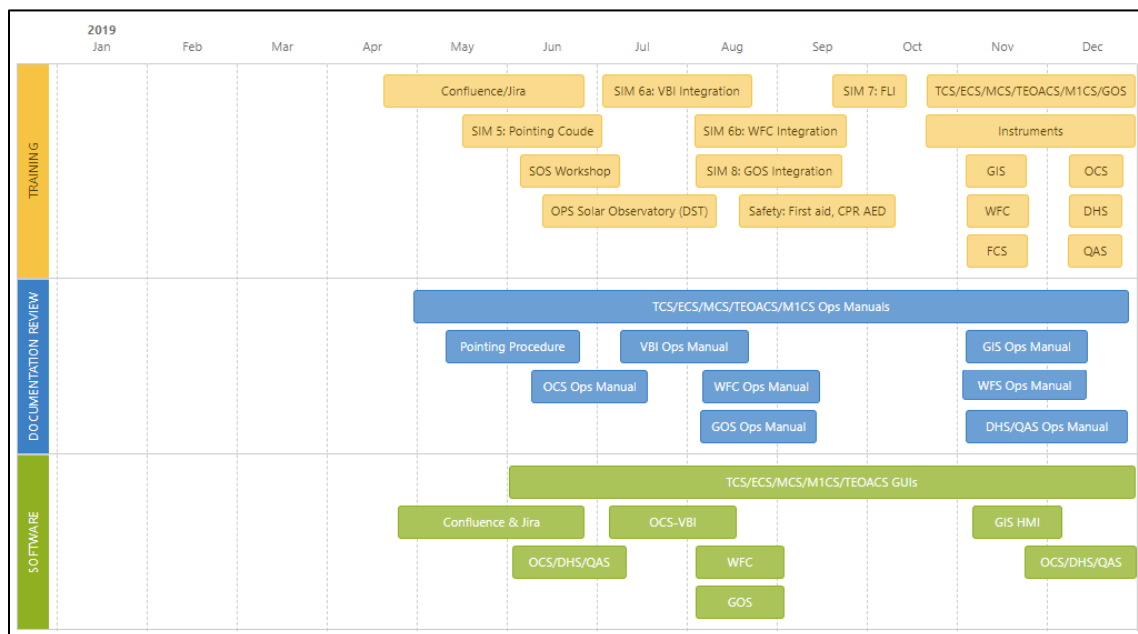 2019
Jan Feb Mar Apr May Jun Jul Aug Sep Oct Nov Dec
TRAINING
Confluence/Jira SIM 6a: VBI Integration SIM 7: FLI TCS/ECS/MCS/TEOACS/M1CS/GOS
SIM 5: Pointing Coude SIM 6b: WFC Integration Instruments
SOS Workshop SIM 8: GOS Integration GIS OCS
OPS Solar Observatory (DST) Safety: First aid, CPR AED WFC DHS
FCS QAS
DOCUMENTATION REVIEW
TCS/ECS/MCS/TEOACS/M1CS Ops Manuals
Pointing Procedure VBI Ops Manual GIS Ops Manual
OCS Ops Manual WFC Ops Manual WFS Ops Manual
GOS Ops Manual DHS/QAS Ops Manual
SOFTWARE
TCS/ECS/MCS/M1CS/TEOACS GUIs
Confluence & Jira OCS-VBI GIS HMI
OCS/DHS/QAS WFC OCS/DHS/QAS
GOS